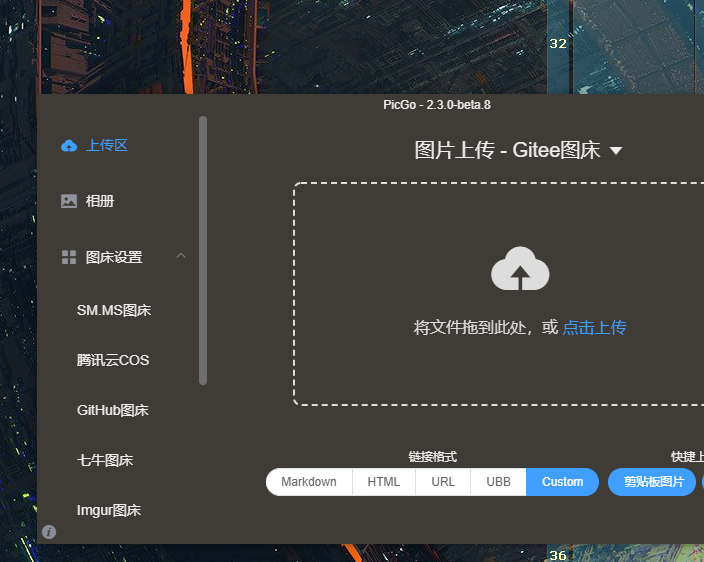 32
PicGo - 2.3.0-beta.8
上传区
图片上传 - Gitee图床
相册
图床设置
SM.MS图床
将文件拖到此处，或 点击上传
腾讯云COS
GitHub图床
七牛图床
链接格式
快捷上
Markdown HTML URL UBB Custom 剪贴板图片
Imgur图床
36